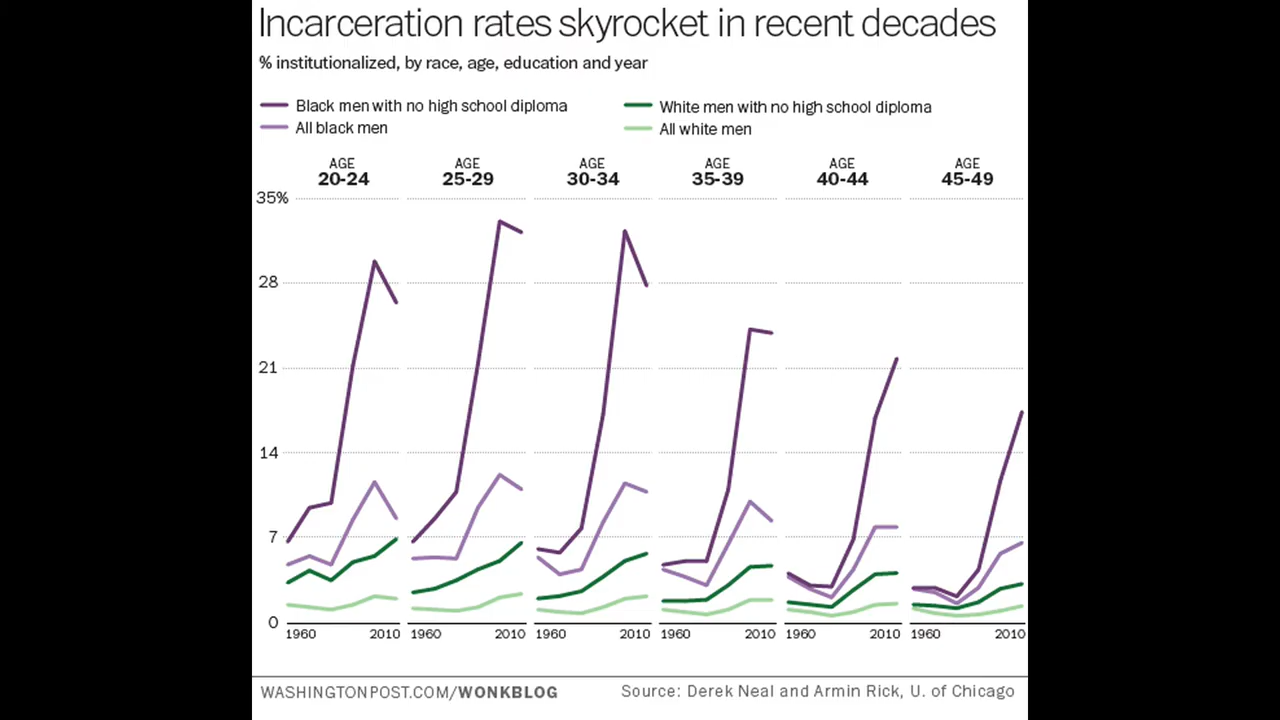 Incarceration rates skyrocket in recent decades
% institutionalized, by race, age, education and year
Black men with no high school diploma
White men with no high school diploma
All black men
All white men
AGE AGE AGE AGE AGE AGE
20-24 25-29 30-34 35-39 40-44 45-49
35%
28
21
14
7
0
1960 2010 1960 2010 1960 2010 1960 2010 1960 2010 1960 2010
WASHINGTONPOST.COM/WONKBLOG
Source: Derek Neal and Armin Rick, U. of Chicago